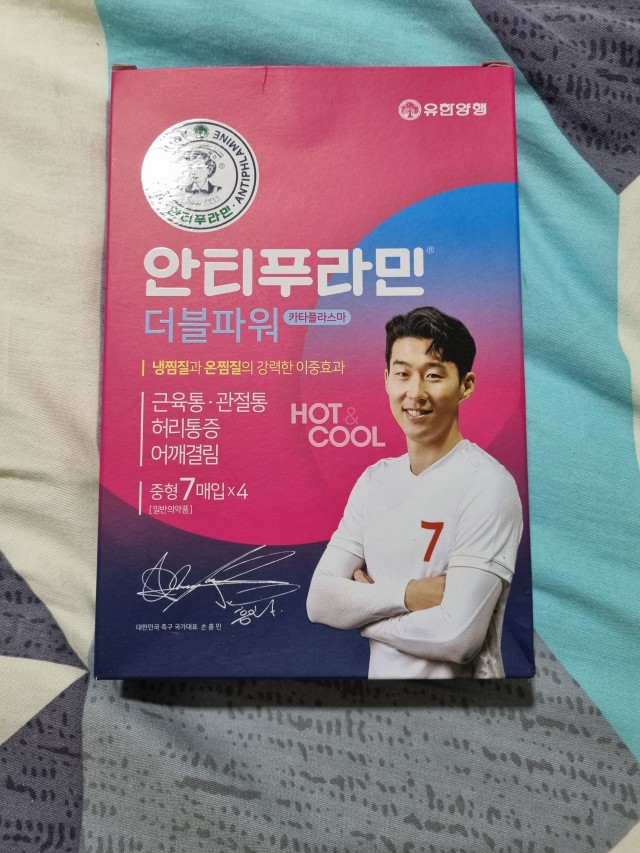 유한양행
ANTIPHLAMINE
Since 1933
안티푸라민
안티푸라민®
더블파워 카타플라스마
냉찜질과 온찜질의 강력한 이중효과
HOT &
COOL
근육통·관절통
허리통증
어깨결림
중형 7매입x4
[일반의약품]
7
대한민국 축구 국가대표 손 흥 민